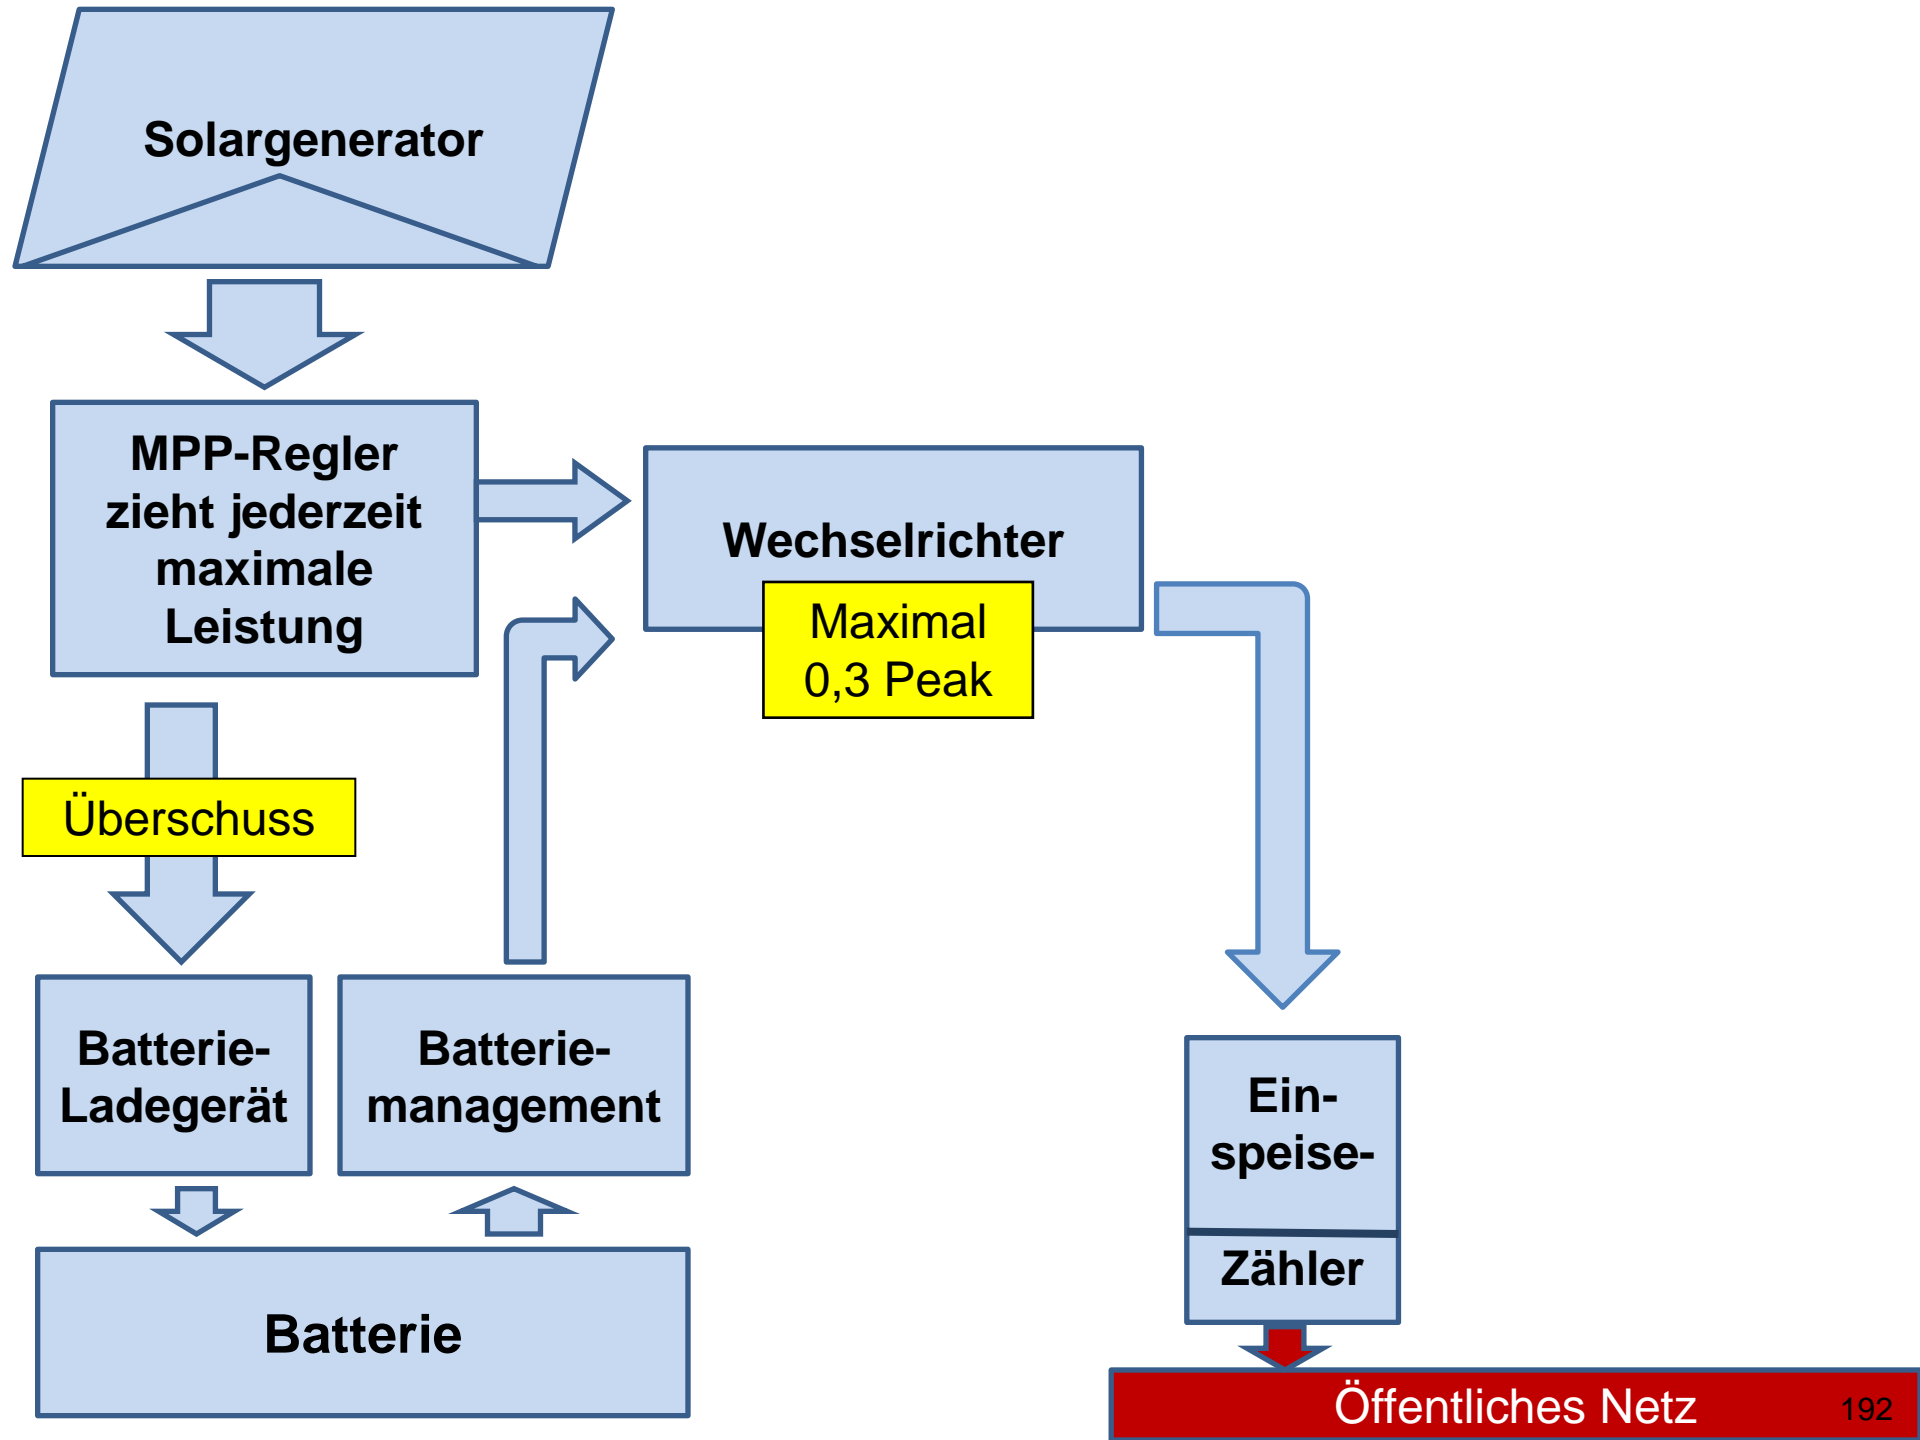 Solargenerator
MPP-Regler
zieht jederzeit
maximale
Leistung
Wechselrichter
Maximal
0,3 Peak
Überschuss
Batterie-
Ladegerät
Batterie-
management
Batterie
Ein-
speise-
Zähler
Öffentliches Netz
192